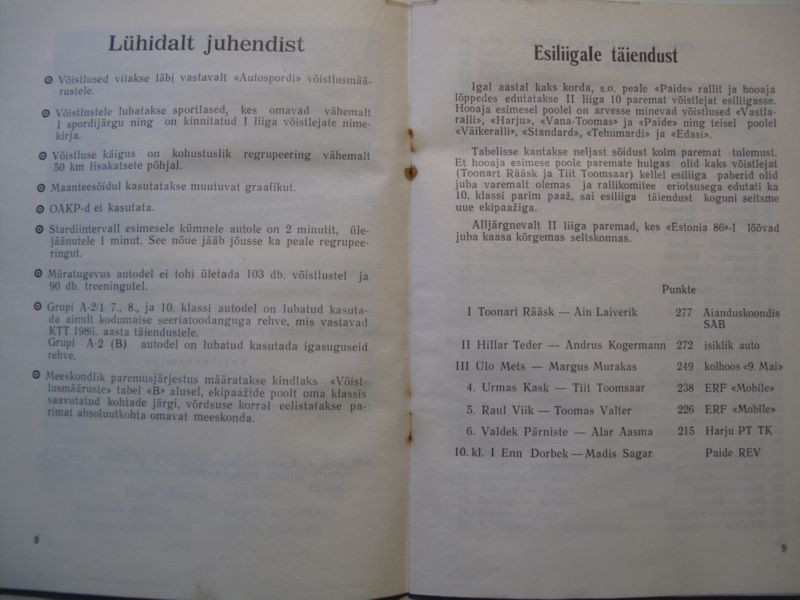 Lühidalt juhendist
Võistlused viiakse läbi vastavalt «Autospordi» võistlusmää-
rustele.
Võistlustele lubatakse sportlased, kes omavad vähemalt
I spordijärgu ning on kinnitatud I liiga võistlejate nime-
kirja.
Võistluse käigus on kohustuslik regrupeering vähemalt
50 km lisakatsete põhjal.
Maanteesõidul kasutatakse muutuvat graafikut.
OAKP-d ei kasutata.
Stardiintervall esimesele kümnele autole on 2 minutit, üle-
jäänutele 1 minut. See nõue jääb jõusse ka peale regrupee-
ringut.
Müratugevus autodel ei tohi ületada 103 db. võistlustel ja
90 db. treeningutel.
Grupi A-2/1 7., 8., ja 10. klassi autodel on lubatud kasuta-
da ainult kodumaise seeriatoodanguga rehve, mis vastavad
KTT 1986. aasta täiendustele.
Grupi A-2 (B) autodel on lubatud kasutada igasuguseid
rehve.
Meeskondlik paremusjärjestus määratakse kindlaks «Võist-
lusmääruste» tabel «B» alusel, ekipaažide poolt oma klassis
saavutatud kohtade järgi, võrdsuse korral eelistatakse pa-
rimat absoluutkohta omavat meeskonda.
8
Esiliigale täiendust
Igal aastal kaks korda, s.o. peale «Paide» rallit ja hooaja
lõppedes edutatakse II liiga 10 paremat võistlejat esiliigasse.
Hooaja esimesel poolel on arvesse minevad võistlused «Vastla-
ralli», «Harju», «Vana-Toomas» ja «Paide» ning teisel poolel
«Väikeralli», «Standard», «Tehumardi» ja «Edasi».
Tabelisse kantakse neljast sõidust kolm paremat tulemust.
Et hooaja esimese poole paremate hulgas olid kaks võistlejat
(Toonart Rääsk ja Tiit Toomsaar) kellel esiliiga paberid olid
juba varemalt olemas ja rallikomitee eriotsusega edutati ka
10. klassi parim paaž, sai esiliiga täiendust koguni seitsme
uue ekipaažiga.
Alljärgnevalt II liiga paremad, kes «Estonia 86»-l löövad
juba kaasa kõrgemas seltskonnas.
Punkte
I Toonart Rääsk — Ain Laiverik 277 Aianduskoondis
SAB
II Hillar Teder — Andrus Kogermann 272 isiklik auto
III Ülo Mets — Margus Murakas 249 kolhoos «9. Mai»
4. Urmas Kask — Tiit Toomsaar 238 ERF «Mobile»
5. Raul Viik — Toomas Valter 226 ERF «Mobile»
6. Valdek Pärniste — Alar Aasma 215 Harju PT TK
10. kl. I Enn Dorbek — Madis Sagar Paide REV
9